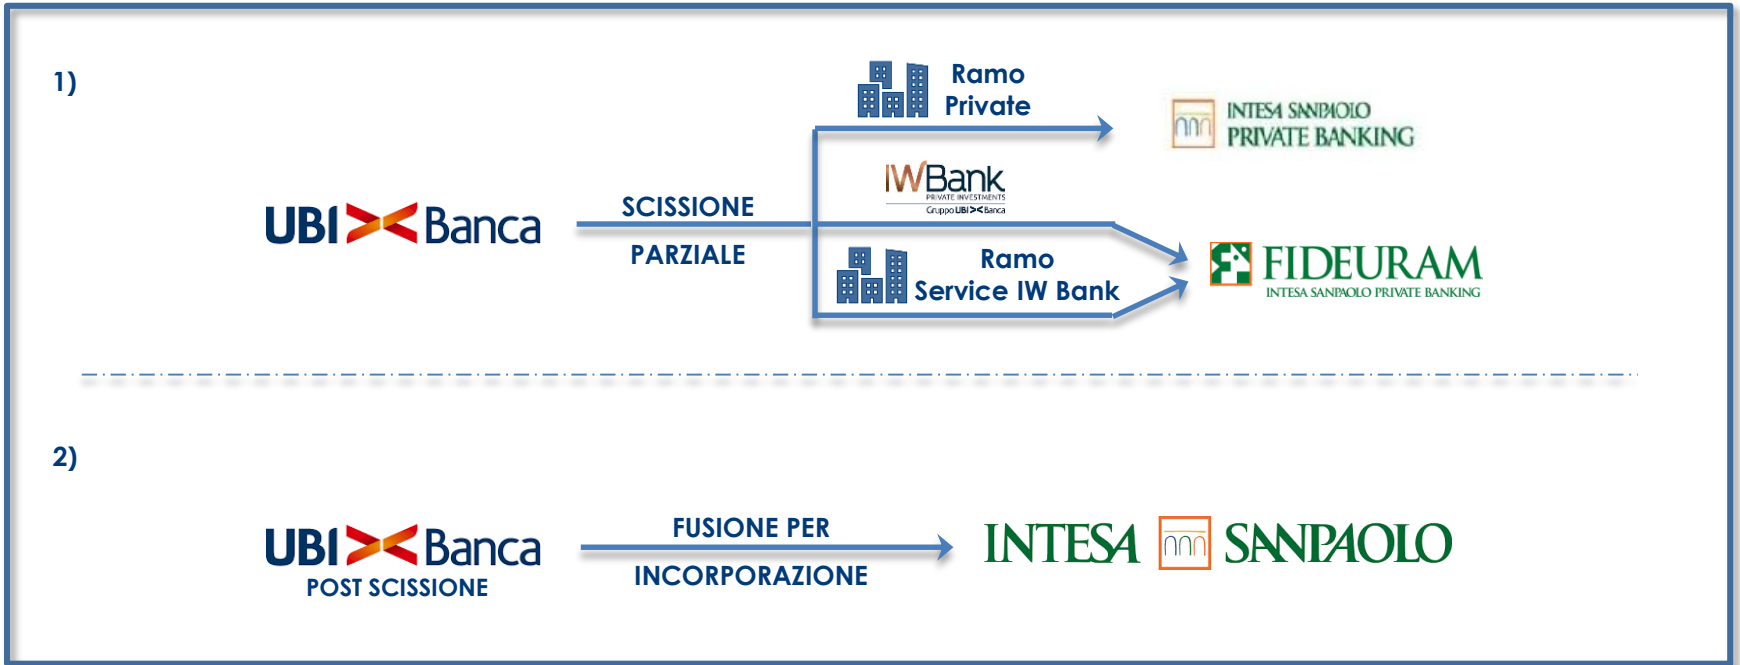 1)
Ramo
Private
INTESA SANPAOLO
PRIVATE BANKING
IWBank
PRIVATE INVESTMENTS
Gruppo UBI Banca
UBI Banca
SCISSIONE
PARZIALE
Ramo
Service IW Bank
FIDEURAM
INTESA SANPAOLO PRIVATE BANKING
2)
UBI Banca
POST SCISSIONE
FUSIONE PER
INCORPORAZIONE
INTESA SANPAOLO